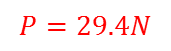 P = 29.4N